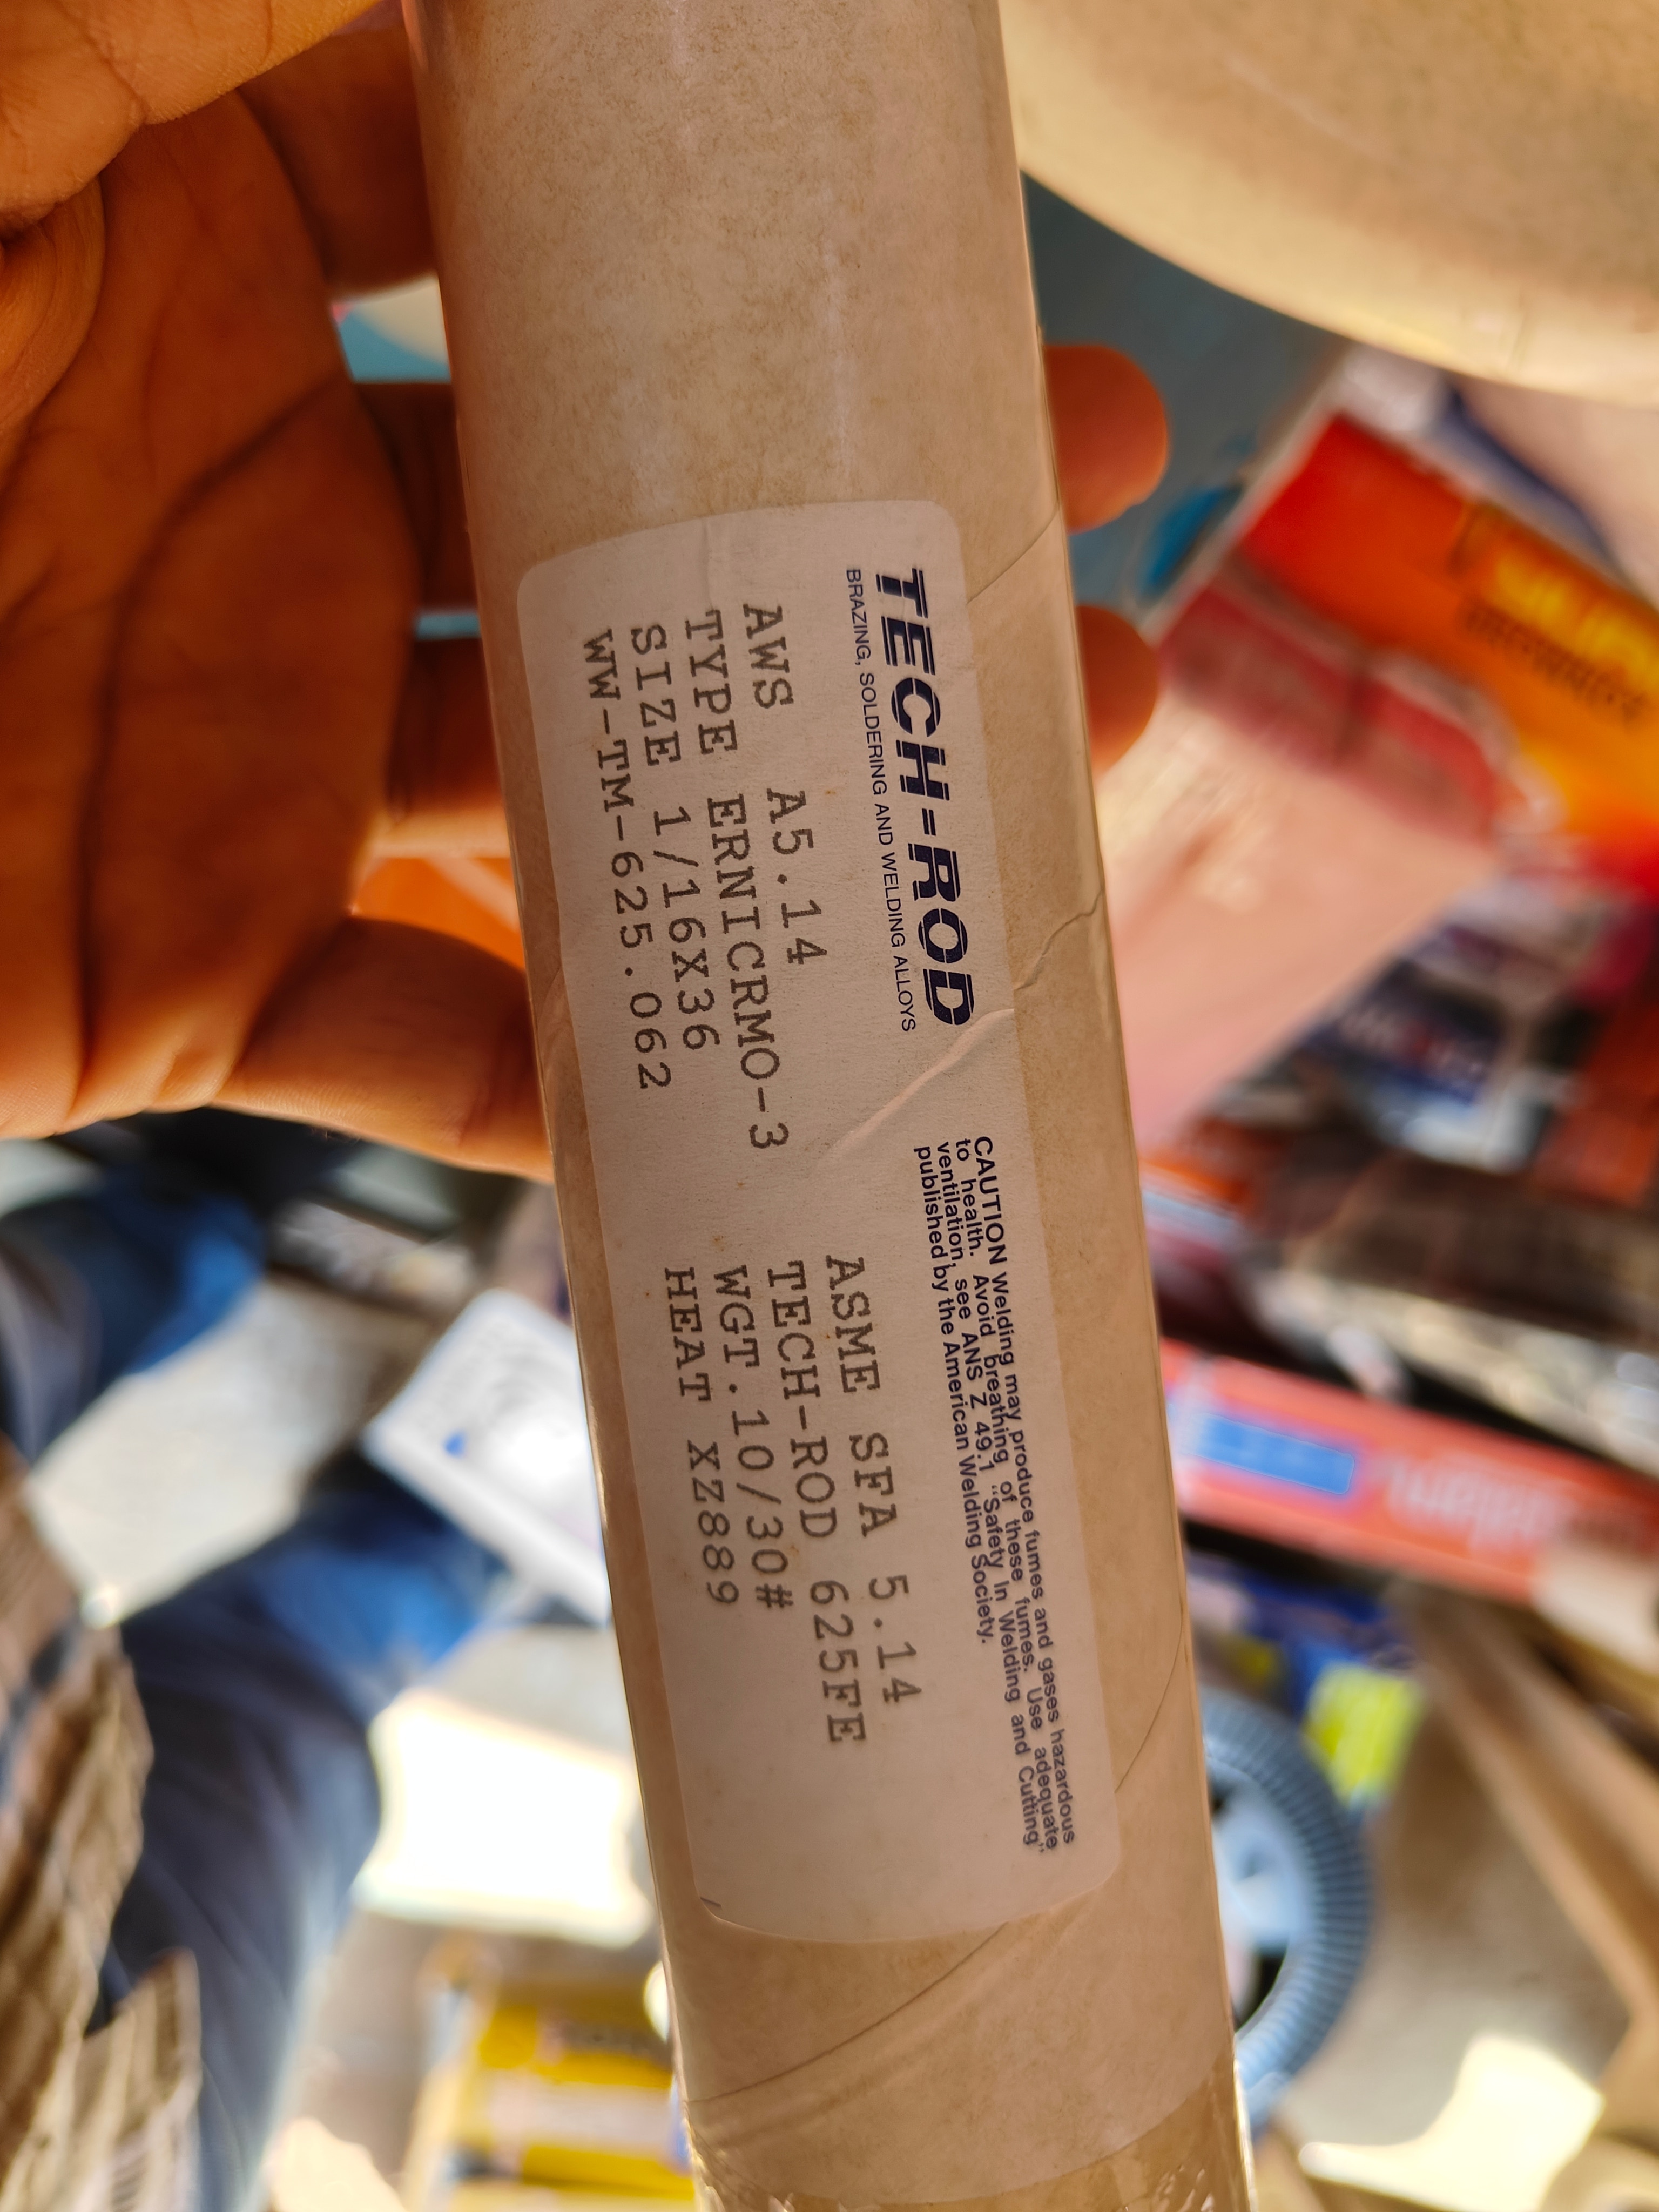 TECH-ROD
BRAZING, SOLDERING AND WELDING ALLOYS
CAUTION Welding may produce fumes and gases hazardous
to health. Avoid breathing of these fumes. Use adequate
ventilation, see ANS Z 49.1 "Safety In Welding and Cutting"
published by the American Welding Society.
AWS A5.14
TYPE ERNICRMO-3
SIZE 1/16X36
WW-TM-625.062
ASME SFA 5.14
TECH-ROD 625FE
WGT.10/30#
HEAT XZ889